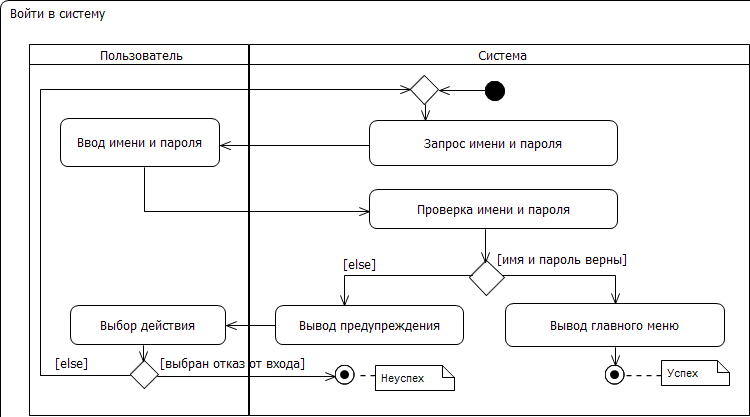 Войти в систему
Пользователь
Система
Ввод имени и пароля
Запрос имени и пароля
Проверка имени и пароля
[else]
[имя и пароль верны]
Выбор действия
Вывод предупреждения
Вывод главного меню
[else]
[выбран отказ от входа]
Неуспех
Успех